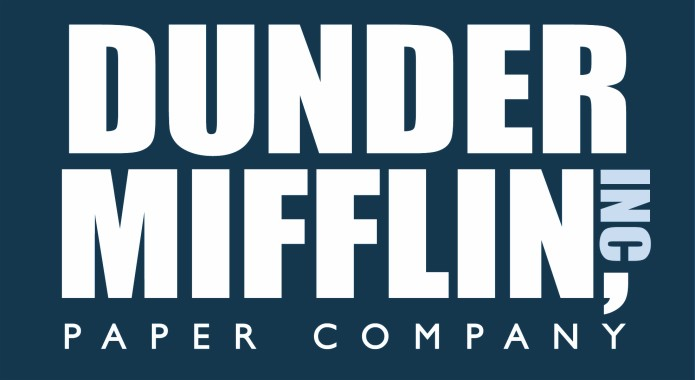 DUNDER
MIFFLIN, INC
PAPER COMPANY